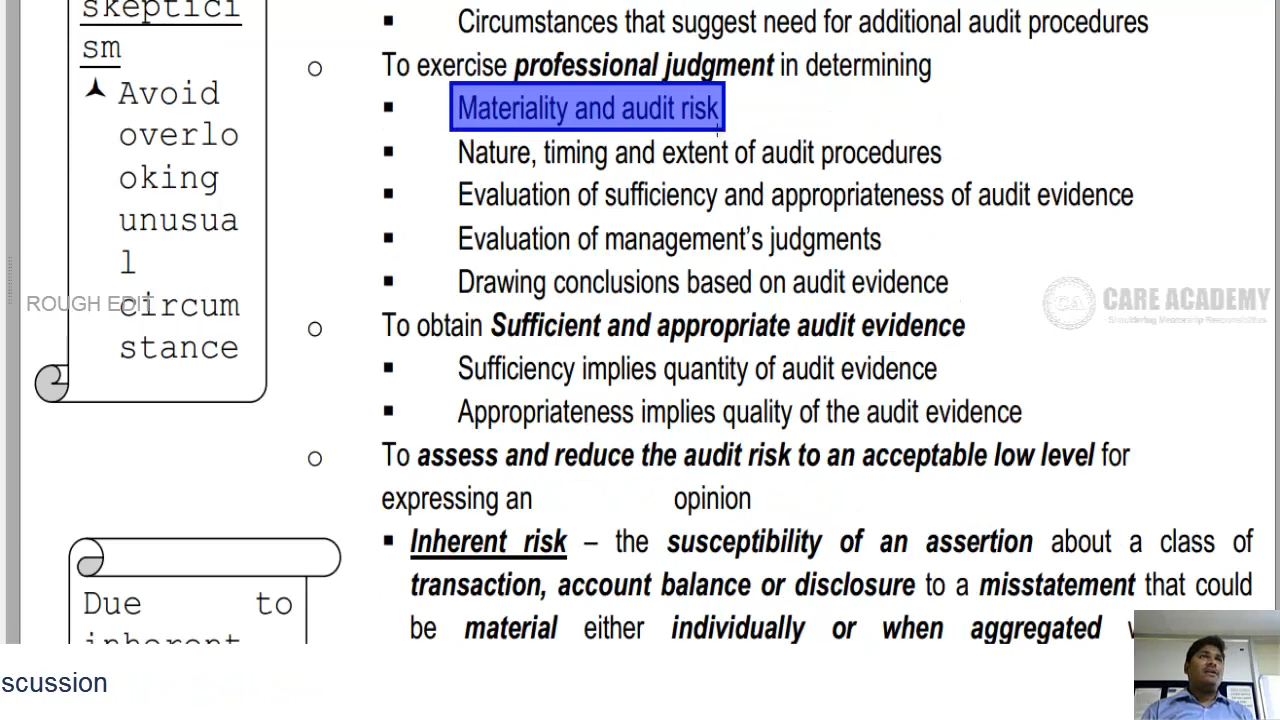 skeptici
sm
Avoid
overlo
oking
unusua
l
circum
stance
ROUGH EDIT
Circumstances that suggest need for additional audit procedures
To exercise professional judgment in determining
Materiality and audit risk
Nature, timing and extent of audit procedures
Evaluation of sufficiency and appropriateness of audit evidence
Evaluation of management’s judgments
Drawing conclusions based on audit evidence
To obtain Sufficient and appropriate audit evidence
Sufficiency implies quantity of audit evidence
Appropriateness implies quality of the audit evidence
To assess and reduce the audit risk to an acceptable low level for
expressing an opinion
Inherent risk – the susceptibility of an assertion about a class of
transaction, account balance or disclosure to a misstatement that could
be material either individually or when aggregated
CARE ACADEMY
Shouldering Mentorship Responsibilities
Due to
inherent
scussion